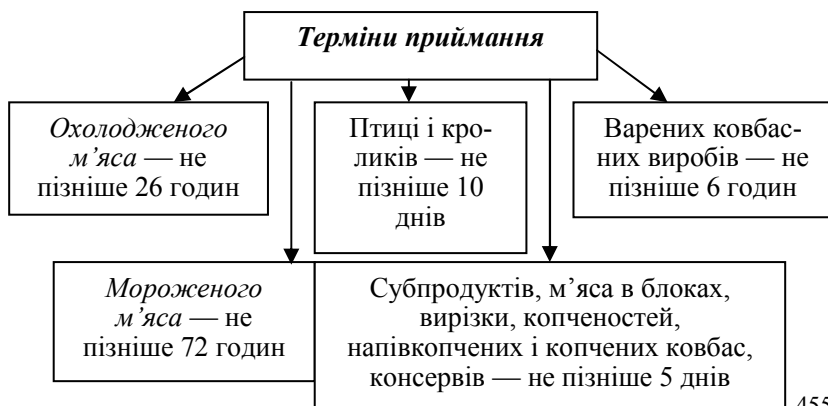 Терміни приймання
Охолодженого
м’яса — не
пізніше 26 годин
Птиці і кро-
ликів — не
пізніше 10
днів
Варених ковбас-
них виробів — не
пізніше 6 годин
Мороженого
м’яса — не
пізніше 72 годин
Субпродуктів, м’яса в блоках,
вирізки, копченостей,
напівкопчених і копчених ковбас,
консервів — не пізніше 5 днів
455